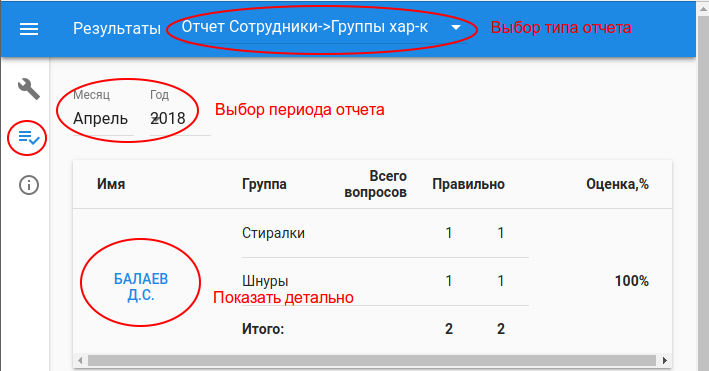 Результаты Отчет Сотрудники->Группы хар-к Выбор типа отчета
Месяц Год
Апрель 2018 Выбор периода отчета
Имя Группа Всего вопросов Правильно Оценка,%
Стиралки 1 1
БАЛАЕВ Д.С.
Шнуры 1 1 100%
Показать детально
Итого: 2 2